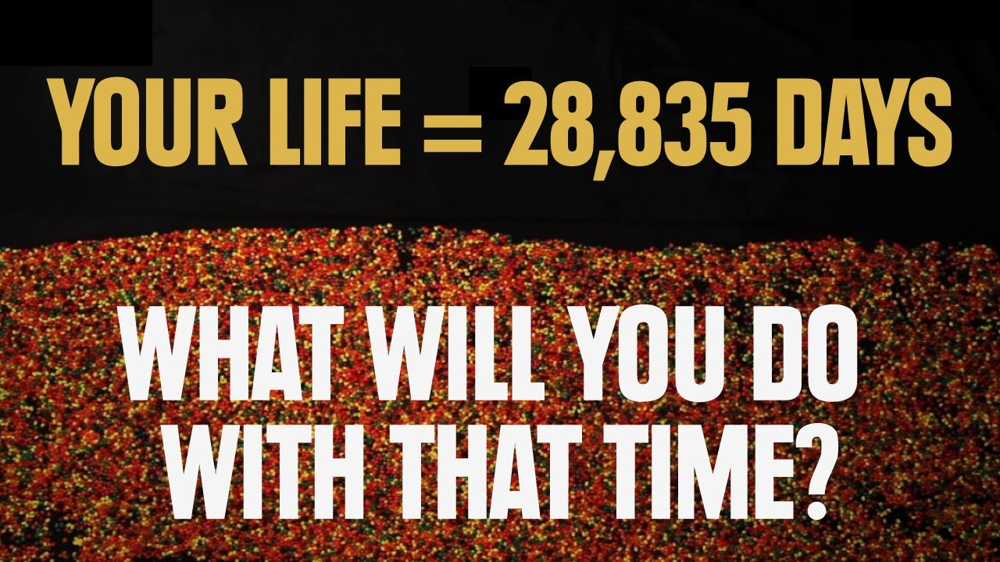 YOUR LIFE = 28,835 DAYS
WHAT WILL YOU DO
WITH THAT TIME?